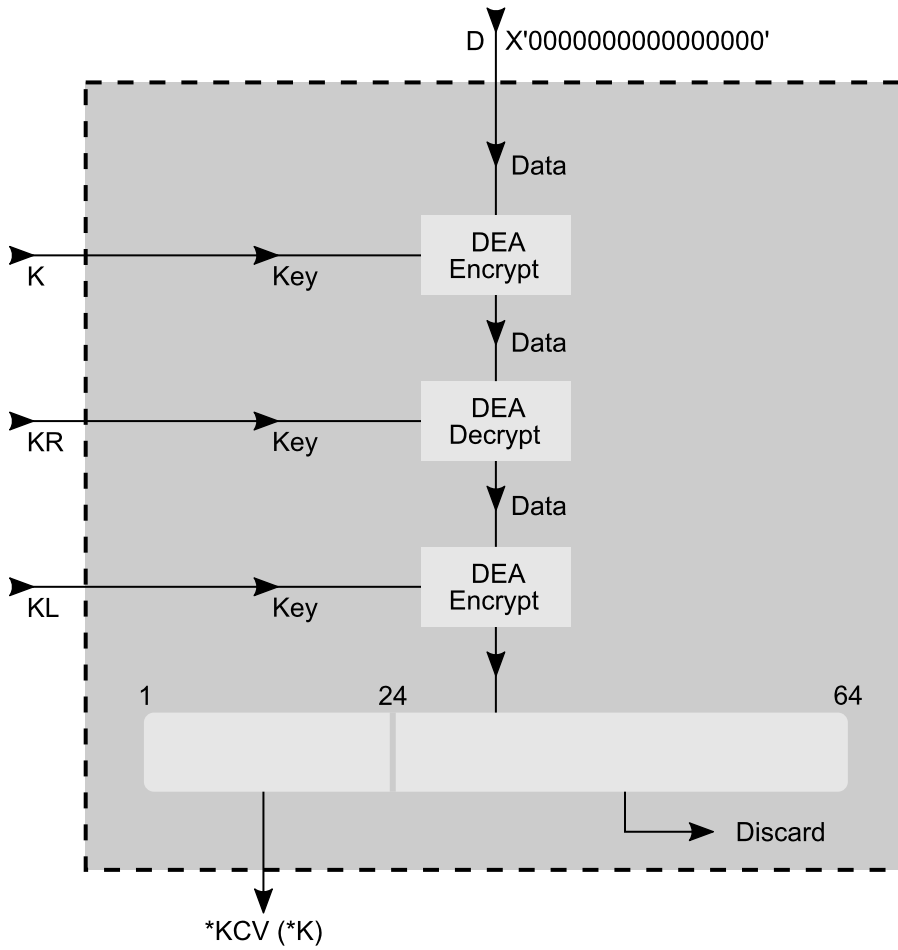 D X'0000000000000000'
Data
DEA
Encrypt
K
Key
Data
DEA
Decrypt
KR
Key
Data
DEA
Encrypt
KL
Key
1 24 64
Discard
*KCV (*K)